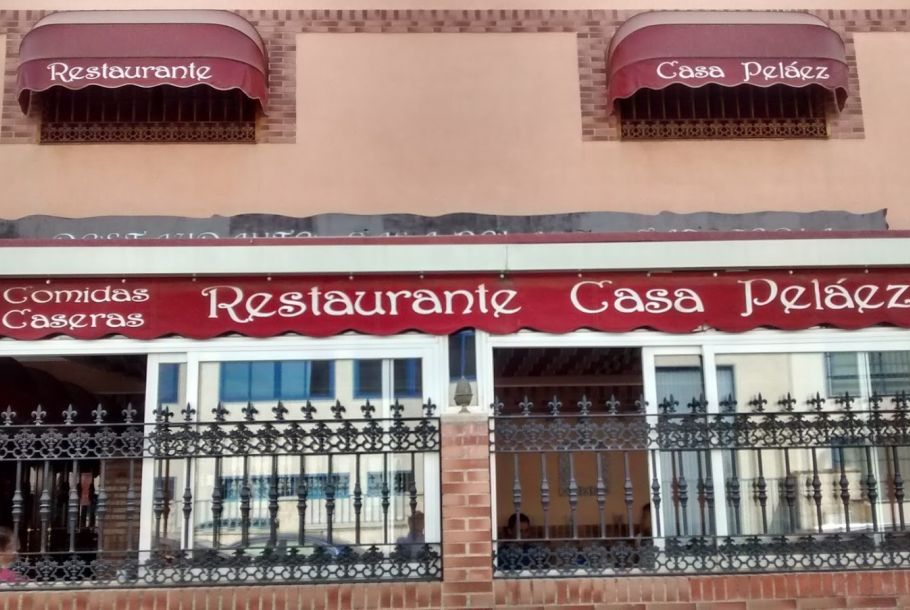 Restaurante
Casa Peláez
Comidas
Caseras
Restaurante Casa Peláez